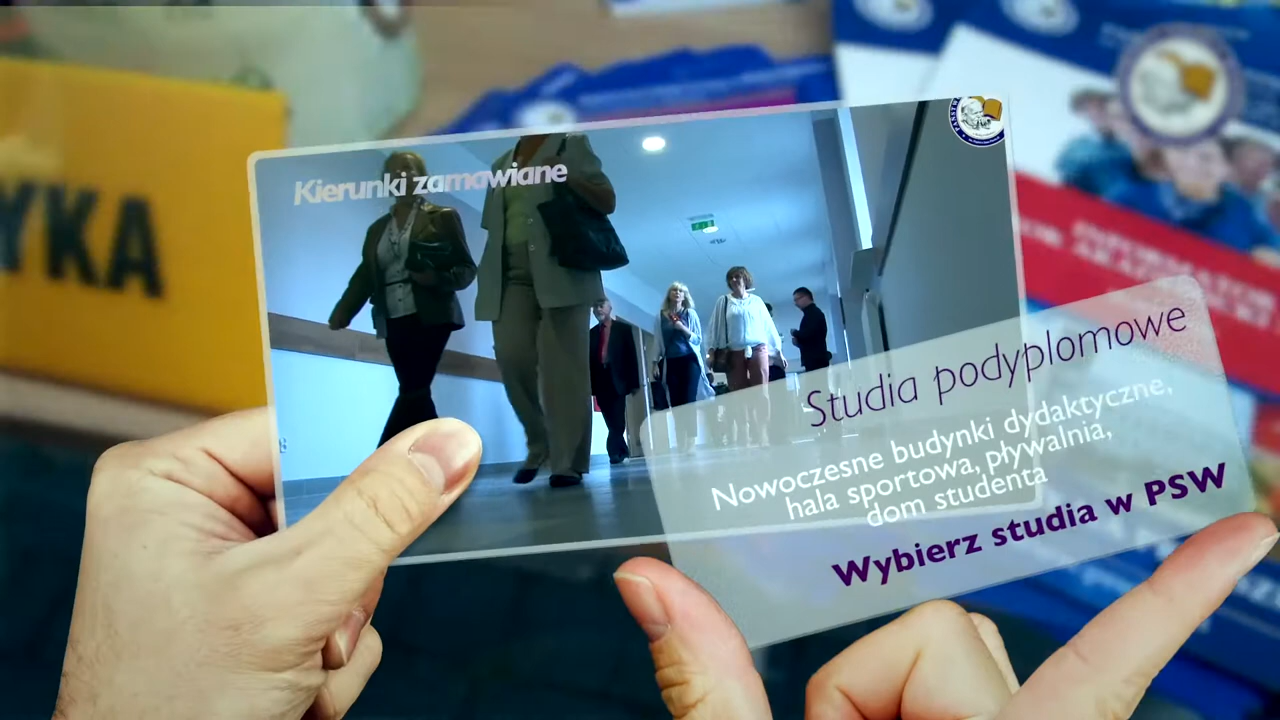 YKA
Kierunki zamawiane
Studia podyplomowe
Nowoczesne budynki dydaktyczne,
hala sportowa, pływalnia,
dom studenta
Wybierz studia w PSW